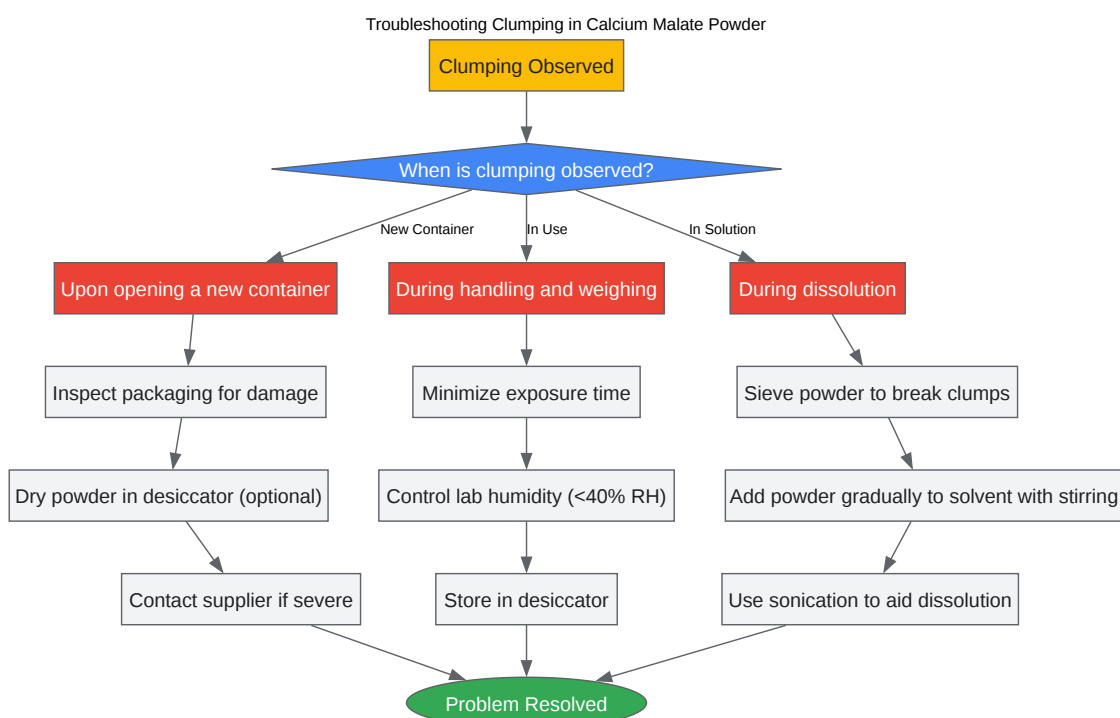 Troubleshooting Clumping in Calcium Malate Powder
Clumping Observed
When is clumping observed?
New Container
In Use
In Solution
Upon opening a new container
During handling and weighing
During dissolution
Inspect packaging for damage
Minimize exposure time
Sieve powder to break clumps
Dry powder in desiccator (optional)
Control lab humidity (<40% RH)
Add powder gradually to solvent with stirring
Contact supplier if severe
Store in desiccator
Use sonication to aid dissolution
Problem Resolved